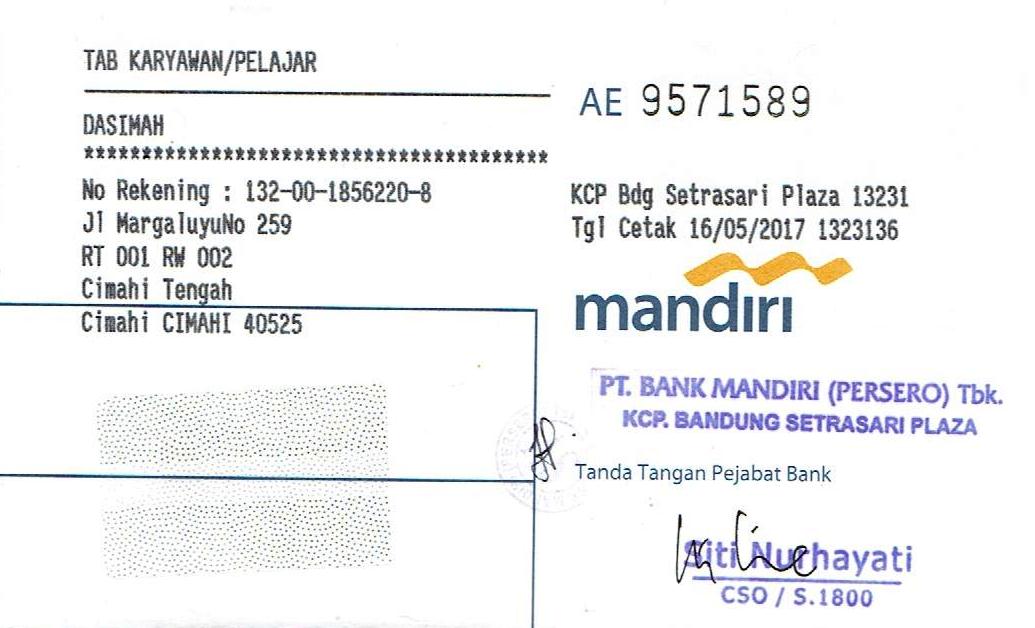 TAB KARYAWAN/PELAJAR
AE 9571589
DASIMAH
******************************************
No Rekening : 132-00-1856220-8
Jl MargaluyuNo 259
RT 001 RW 002
Cimahi Tengah
Cimahi CIMAHI 40525
KCP Bdg Setrasari Plaza 13231
Tgl Cetak 16/05/2017 1323136
mandiri
PT. BANK MANDIRI (PERSERO) Tbk.
KCP. BANDUNG SETRASARI PLAZA
Tanda Tangan Pejabat Bank
Siti Nurhayati
CSO / S.1800